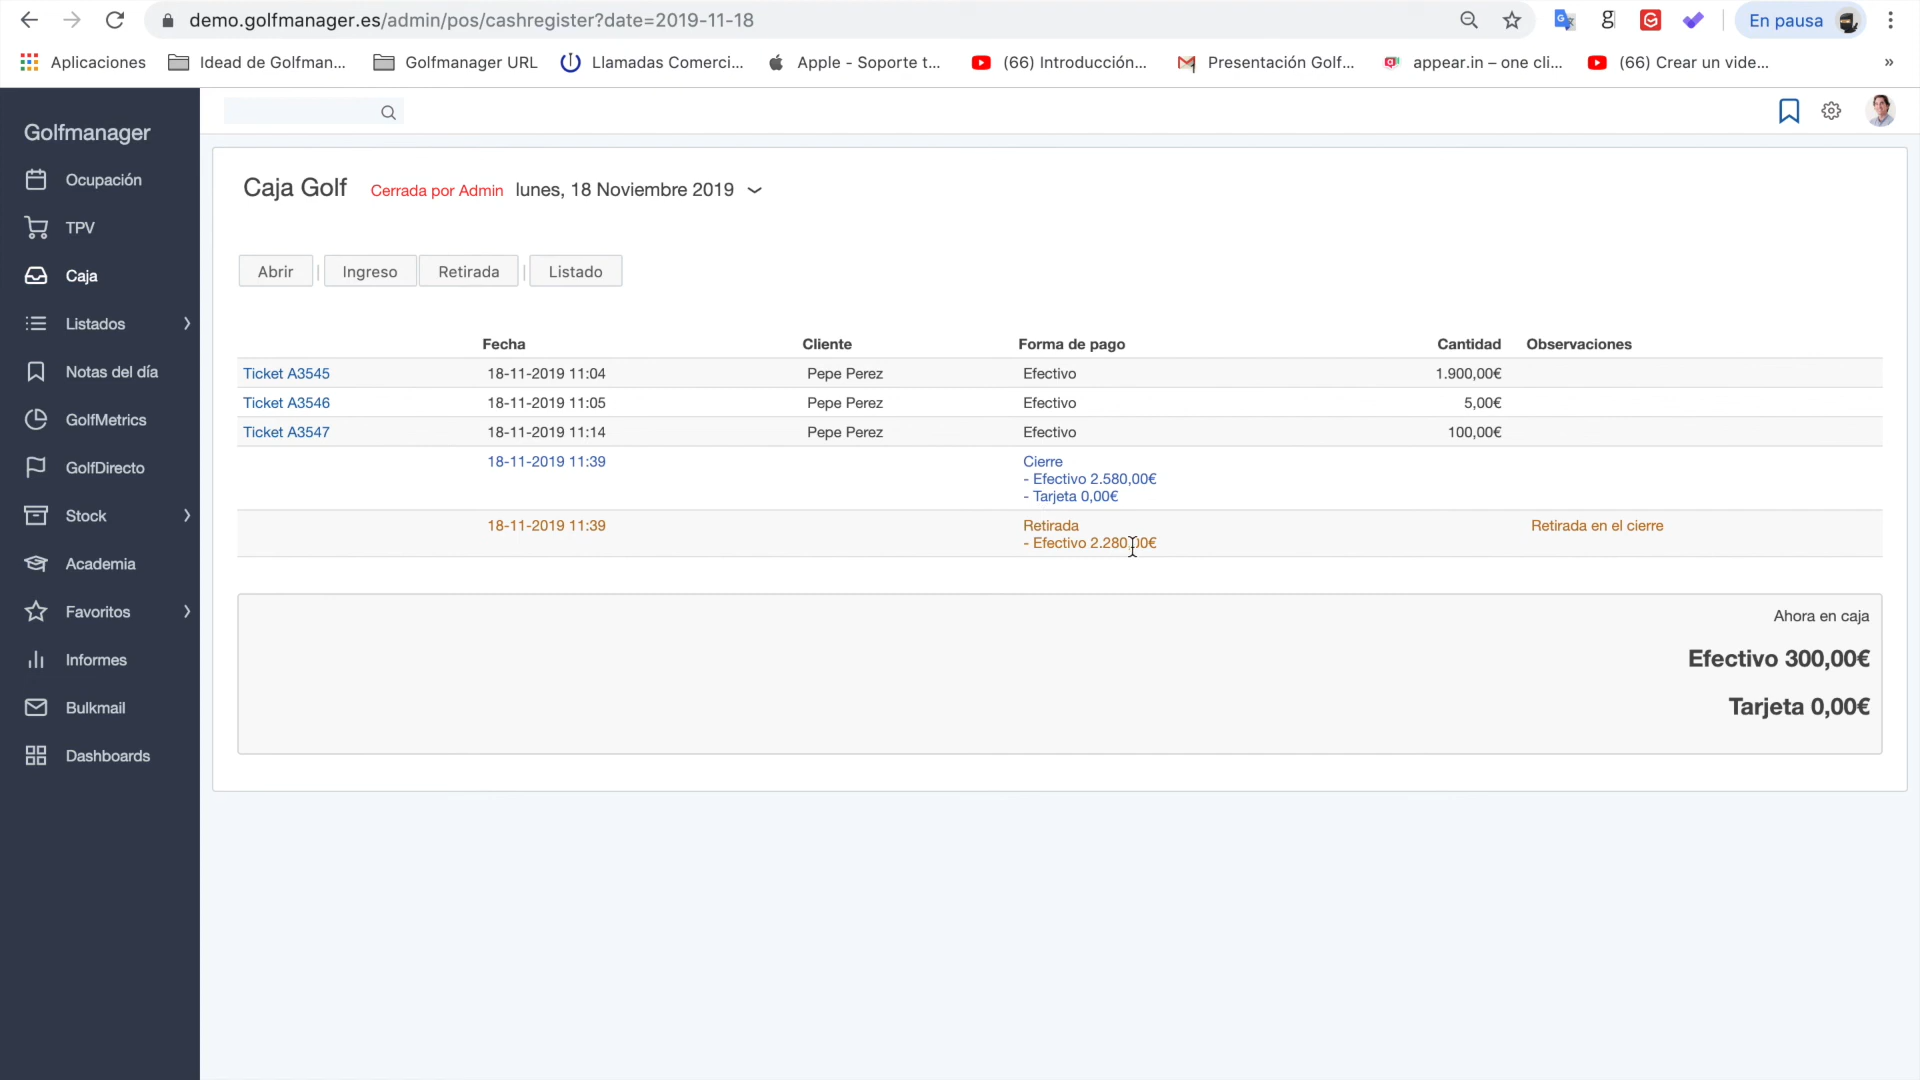 demo.golfmanager.es/admin/pos/cashregister?date=2019-11-18
En pausa
Aplicaciones
Idead de Golfman...
Golfmanager URL
Llamadas Comerci...
Apple - Soporte t...
(66) Introducción...
Presentación Golf...
appear.in – one cli...
(66) Crear un vide...
»
Golfmanager
Ocupación
TPV
Caja
Listados
Notas del día
GolfMetrics
GolfDirecto
Stock
Academia
Favoritos
Informes
Bulkmail
Dashboards
Caja Golf Cerrada por Admin lunes, 18 Noviembre 2019
Abrir | Ingreso Retirada | Listado
Fecha Cliente Forma de pago Cantidad Observaciones
Ticket A3545 18-11-2019 11:04 Pepe Perez Efectivo 1.900,00€
Ticket A3546 18-11-2019 11:05 Pepe Perez Efectivo 5,00€
Ticket A3547 18-11-2019 11:14 Pepe Perez Efectivo 100,00€
18-11-2019 11:39 Cierre
- Efectivo 2.580,00€
- Tarjeta 0,00€
18-11-2019 11:39 Retirada Retirada en el cierre
- Efectivo 2.280,00€
Ahora en caja
Efectivo 300,00€
Tarjeta 0,00€